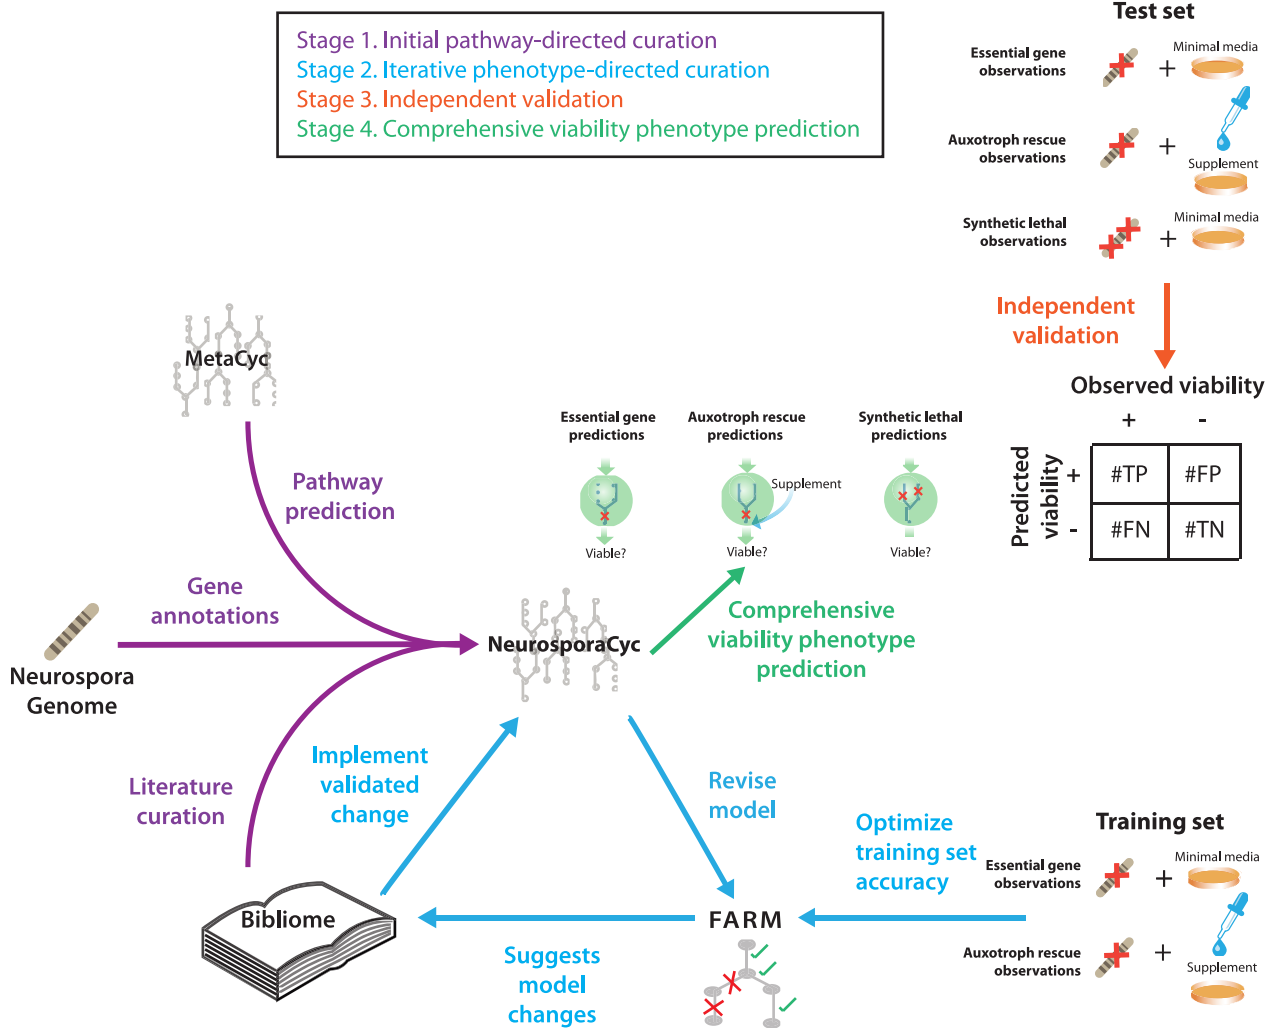 Stage 1. Initial pathway-directed curation
Stage 2. Iterative phenotype-directed curation
Stage 3. Independent validation
Stage 4. Comprehensive viability phenotype prediction
Test set
Essential gene
observations
+
Minimal media
Auxotroph rescue
observations
+
Supplement
Synthetic lethal
observations
+
Minimal media
Independent
validation
Observed viability
+ -
Predicted
viability
+ #TP #FP
- #FN #TN
MetaCyc
Pathway
prediction
Gene
annotations
Neurospora
Genome
Literature
curation
NeurosporaCyc
Essential gene
predictions
Viable?
Auxotroph rescue
predictions
Supplement
Viable?
Synthetic lethal
predictions
Viable?
Comprehensive
viability phenotype
prediction
Implement
validated
change
Revise
model
Bibliome
Suggests
model
changes
FARM
Optimize
training set
accuracy
Training set
Essential gene
observations
+
Minimal media
Auxotroph rescue
observations
+
Supplement